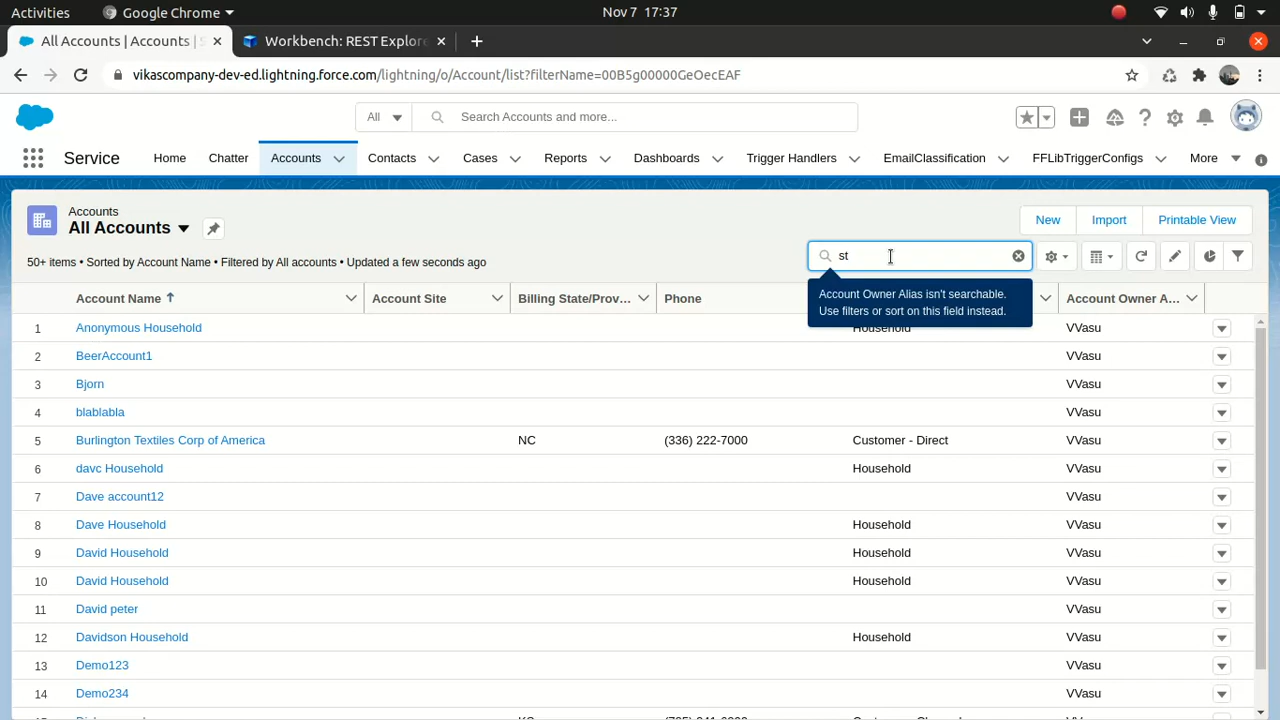 Activities Google Chrome Nov 7 17:37
All Accounts | Accounts | S Workbench: REST Explore
vikascompany-dev-ed.lightning.force.com/lightning/o/Account/list?filterName=00B5g00000GeOecEAF
All Search Accounts and more...
Service Home Chatter Accounts Contacts Cases Reports Dashboards Trigger Handlers EmailClassification FFLibTriggerConfigs More
Accounts
All Accounts
New Import Printable View
50+ items • Sorted by Account Name • Filtered by All accounts • Updated a few seconds ago
st
Account Owner Alias isn't searchable.
Use filters or sort on this field instead.
Account Name Account Site Billing State/Prov... Phone Account Owner A...
1 Anonymous Household Household VVasu
2 BeerAccount1 VVasu
3 Bjorn VVasu
4 blablabla VVasu
5 Burlington Textiles Corp of America NC (336) 222-7000 Customer - Direct VVasu
6 davc Household Household VVasu
7 Dave account12 VVasu
8 Dave Household Household VVasu
9 David Household Household VVasu
10 David Household Household VVasu
11 David peter VVasu
12 Davidson Household Household VVasu
13 Demo123 VVasu
14 Demo234 VVasu